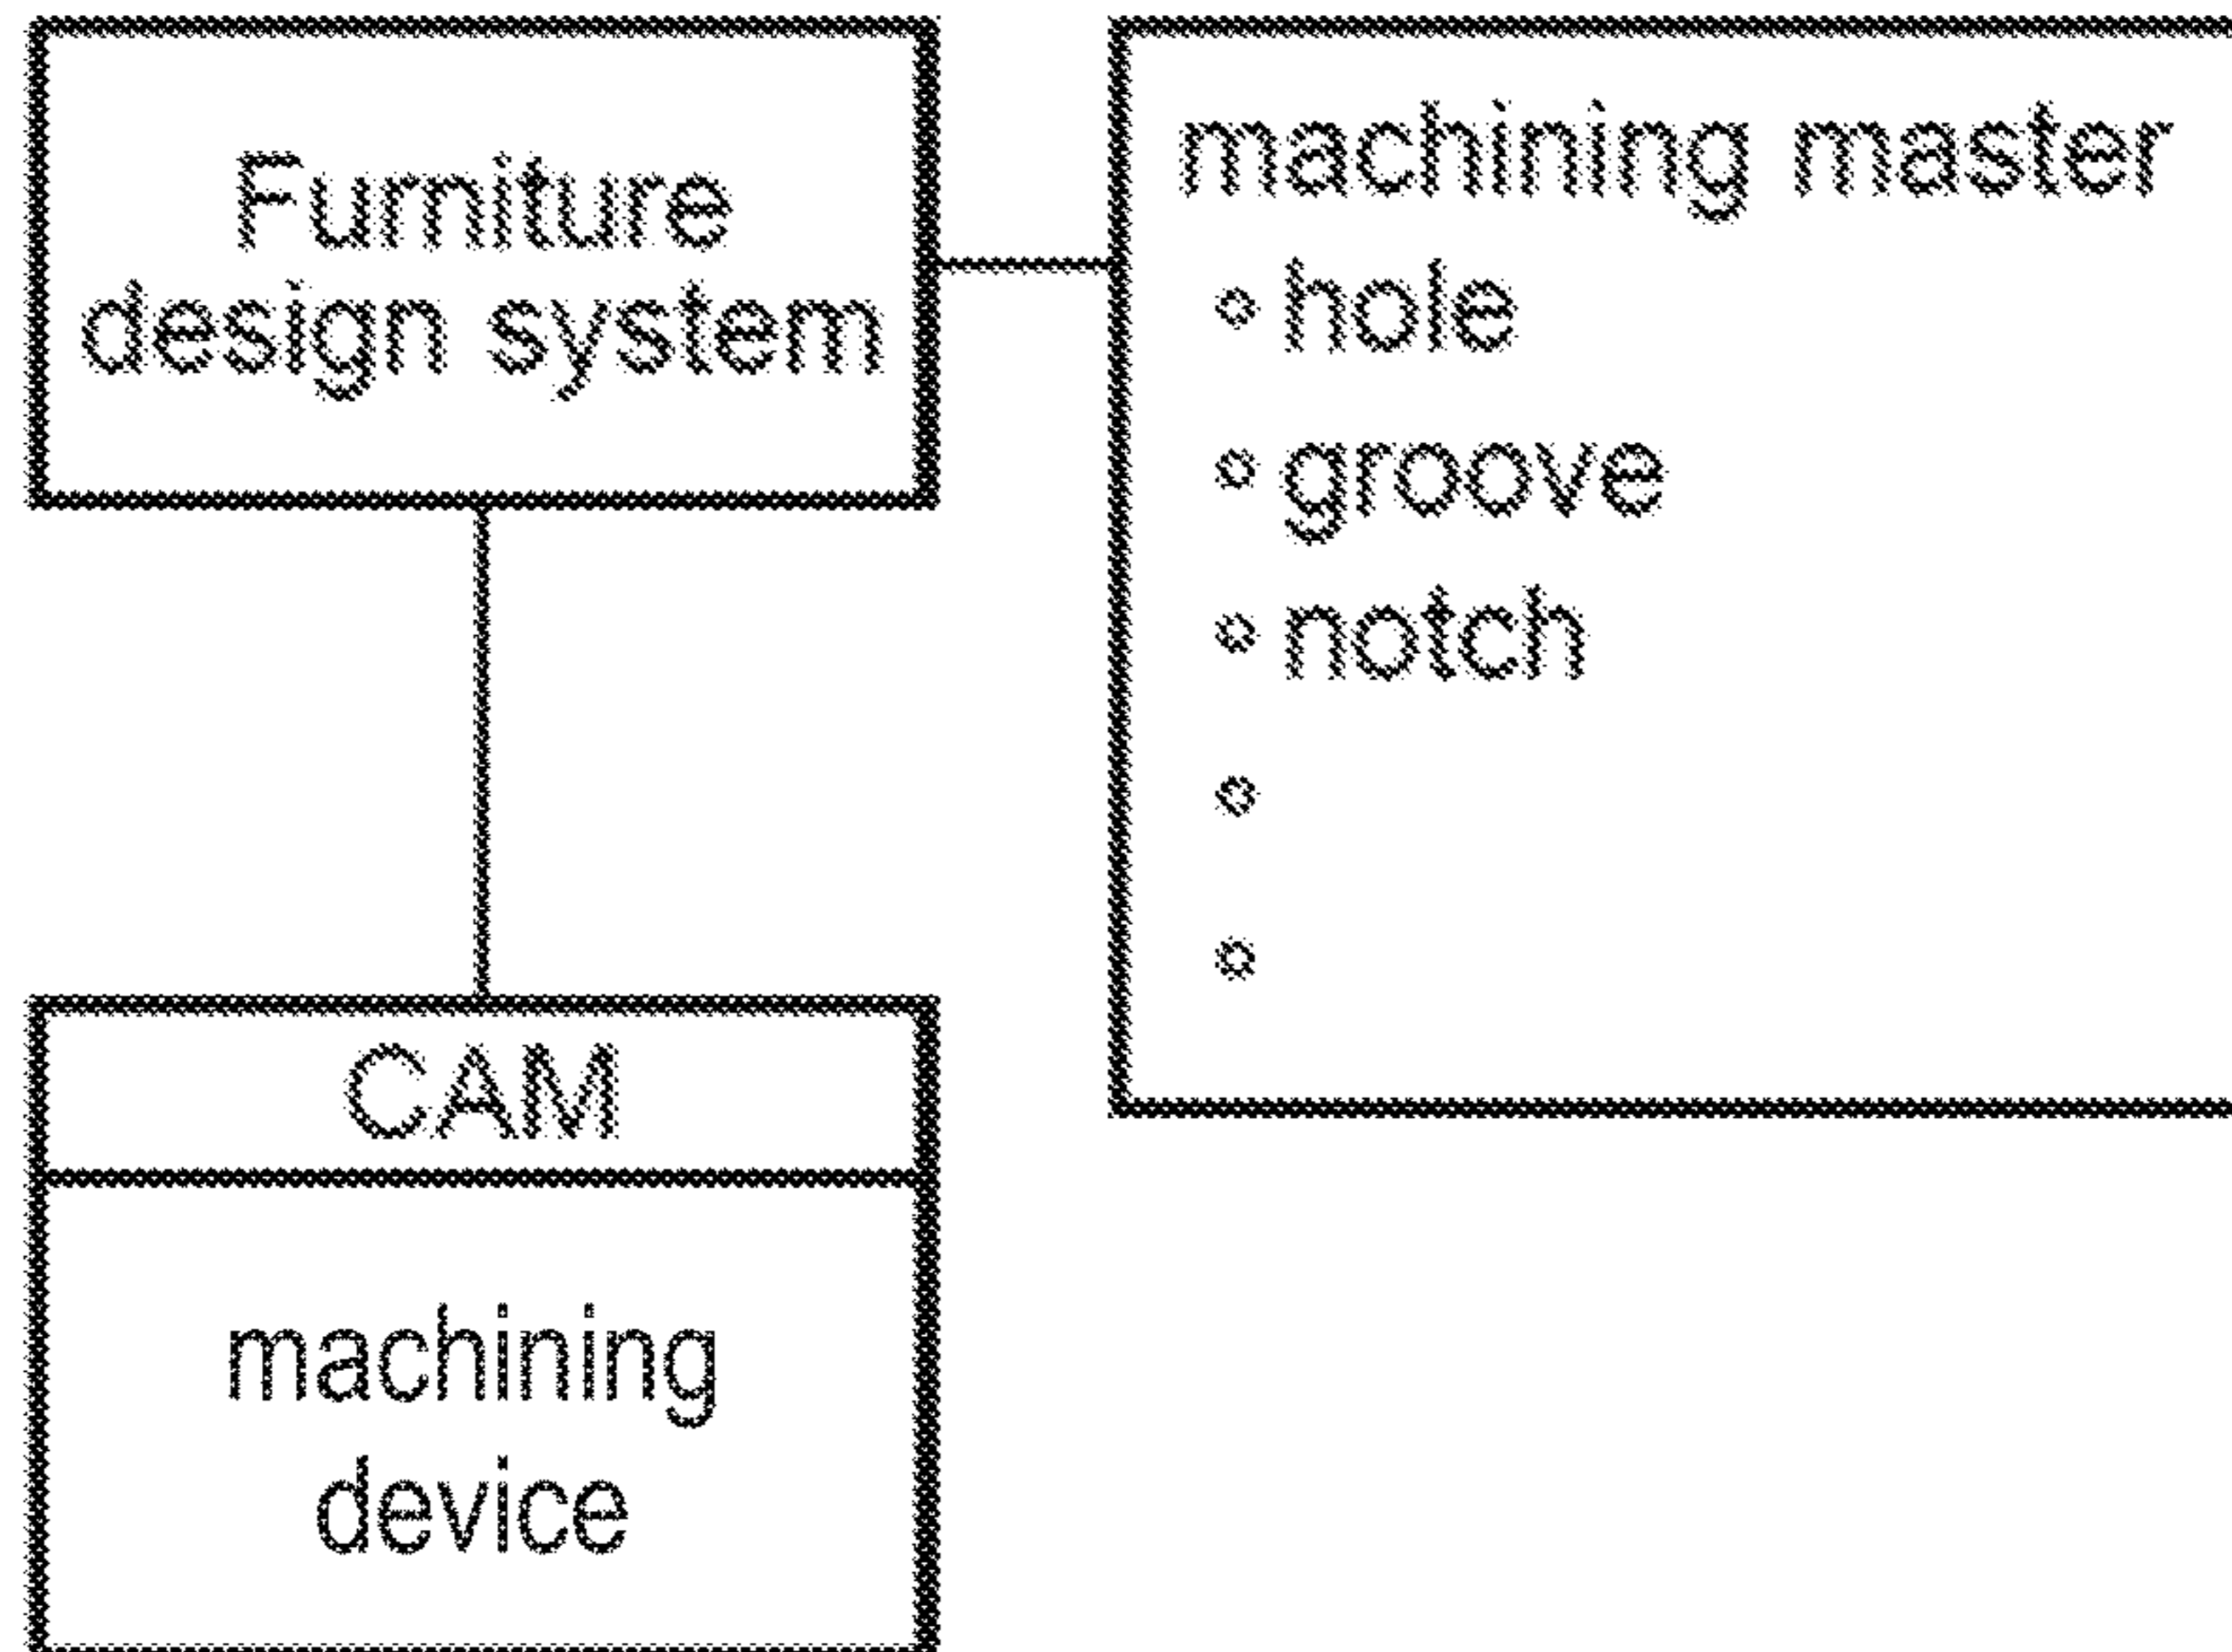 Furniture
design system
machining master
• hole
• groove
• notch
•
•
CAM
machining
device